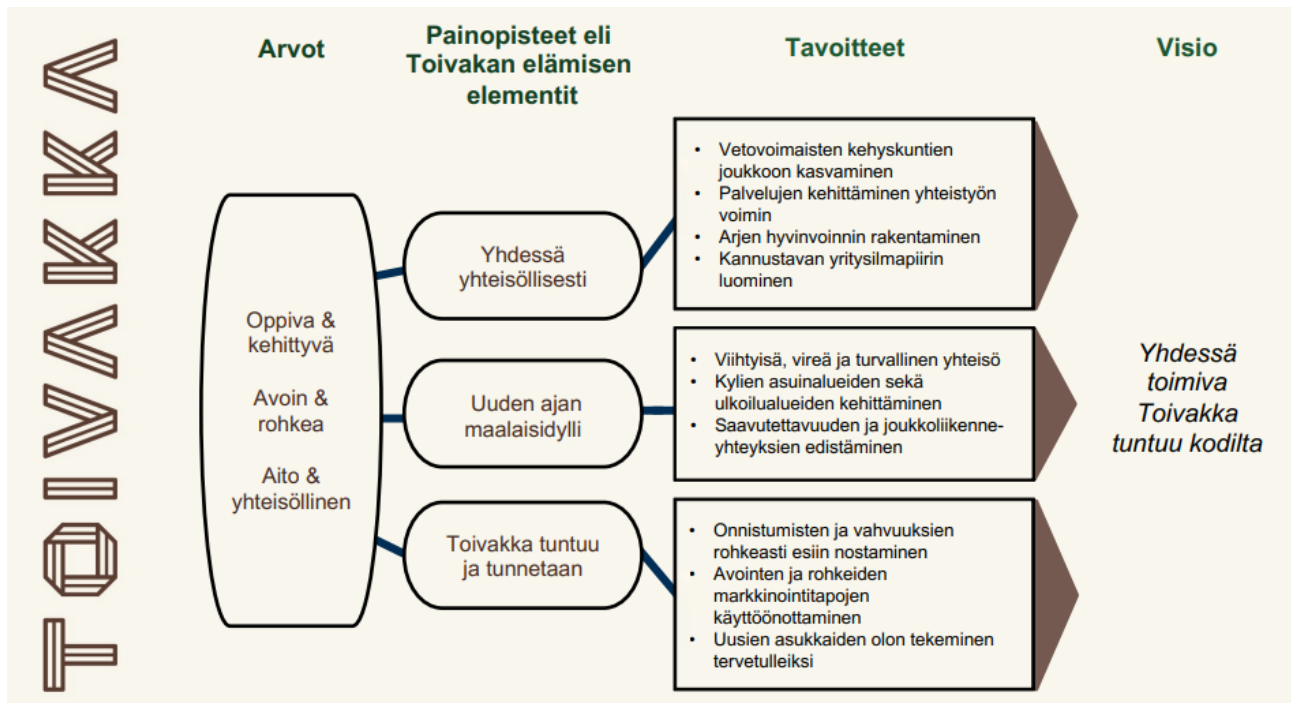 TOIVAKKA
Arvot
Painopisteet eli
Toivakan elämisen
elementit
Tavoitteet
Visio
Oppiva &
kehittyvä
Avoin &
rohkea
Aito &
yhteisöllinen
Yhdessä
yhteisöllisesti
Uuden ajan
maalaisidylli
Toivakka tuntuu
ja tunnetaan
• Vetovoimaisten kehyskuntien
joukkoon kasvaminen
• Palvelujen kehittäminen yhteistyön
voimin
• Arjen hyvinvoinnin rakentaminen
• Kannustavan yritysilmapiirin
luominen
• Viihtyisä, vireä ja turvallinen yhteisö
• Kylien asuinalueiden sekä
ulkoilualueiden kehittäminen
• Saavutettavuuden ja joukkoliikenne-
yhteyksien edistäminen
• Onnistumisten ja vahvuuksien
rohkeasti esiin nostaminen
• Avointen ja rohkeiden
markkinointitapojen
käyttöönottaminen
• Uusien asukkaiden olon tekeminen
tervetulleiksi
Yhdessä
toimiva
Toivakka
tuntuu kodilta